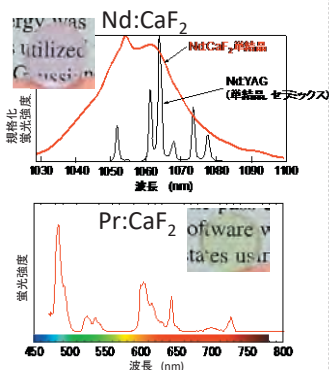 Nd:CaF2
ergy was
utilized
Gaussian
Nd:CaF2単結晶
Nd:YAG
(単結晶, セラミックス)
規格化
蛍光強度
1030 1040 1050 1060 1070 1080 1090 1100
波長 (nm)
Pr:CaF2
oftware w
states usin
蛍光強度
450 500 550 600 650 700 750 800
波長 (nm)